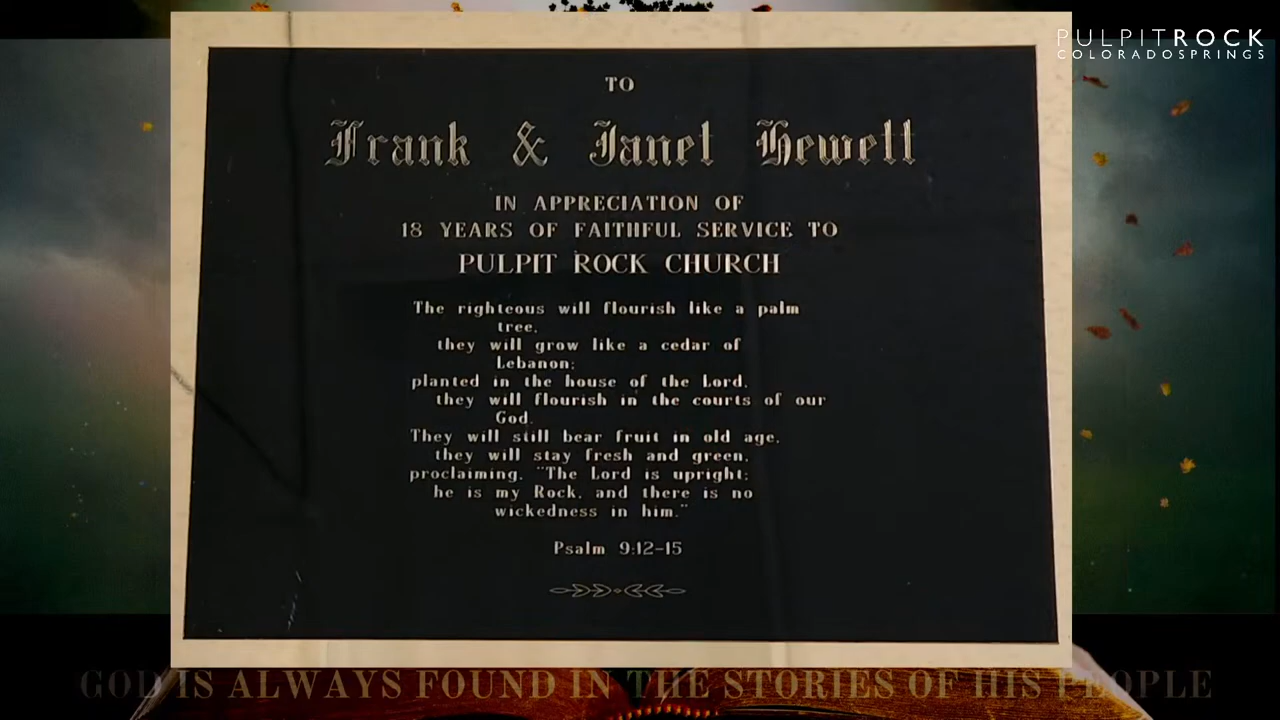 PULPITROCK
COLORADOSPRINGS
TO
Frank & Janet Hewett
IN APPRECIATION OF
18 YEARS OF FAITHFUL SERVICE TO
PULPIT ROCK CHURCH
The righteous will flourish like a palm
tree,
they will grow like a cedar of
Lebanon;
planted in the house of the Lord,
they will flourish in the courts of our
God.
They will still bear fruit in old age,
they will stay fresh and green,
proclaiming, "The Lord is upright;
he is my Rock, and there is no
wickedness in him."
Psalm 9:12-15
GOD IS ALWAYS FOUND IN THE STORIES OF HIS PEOPLE